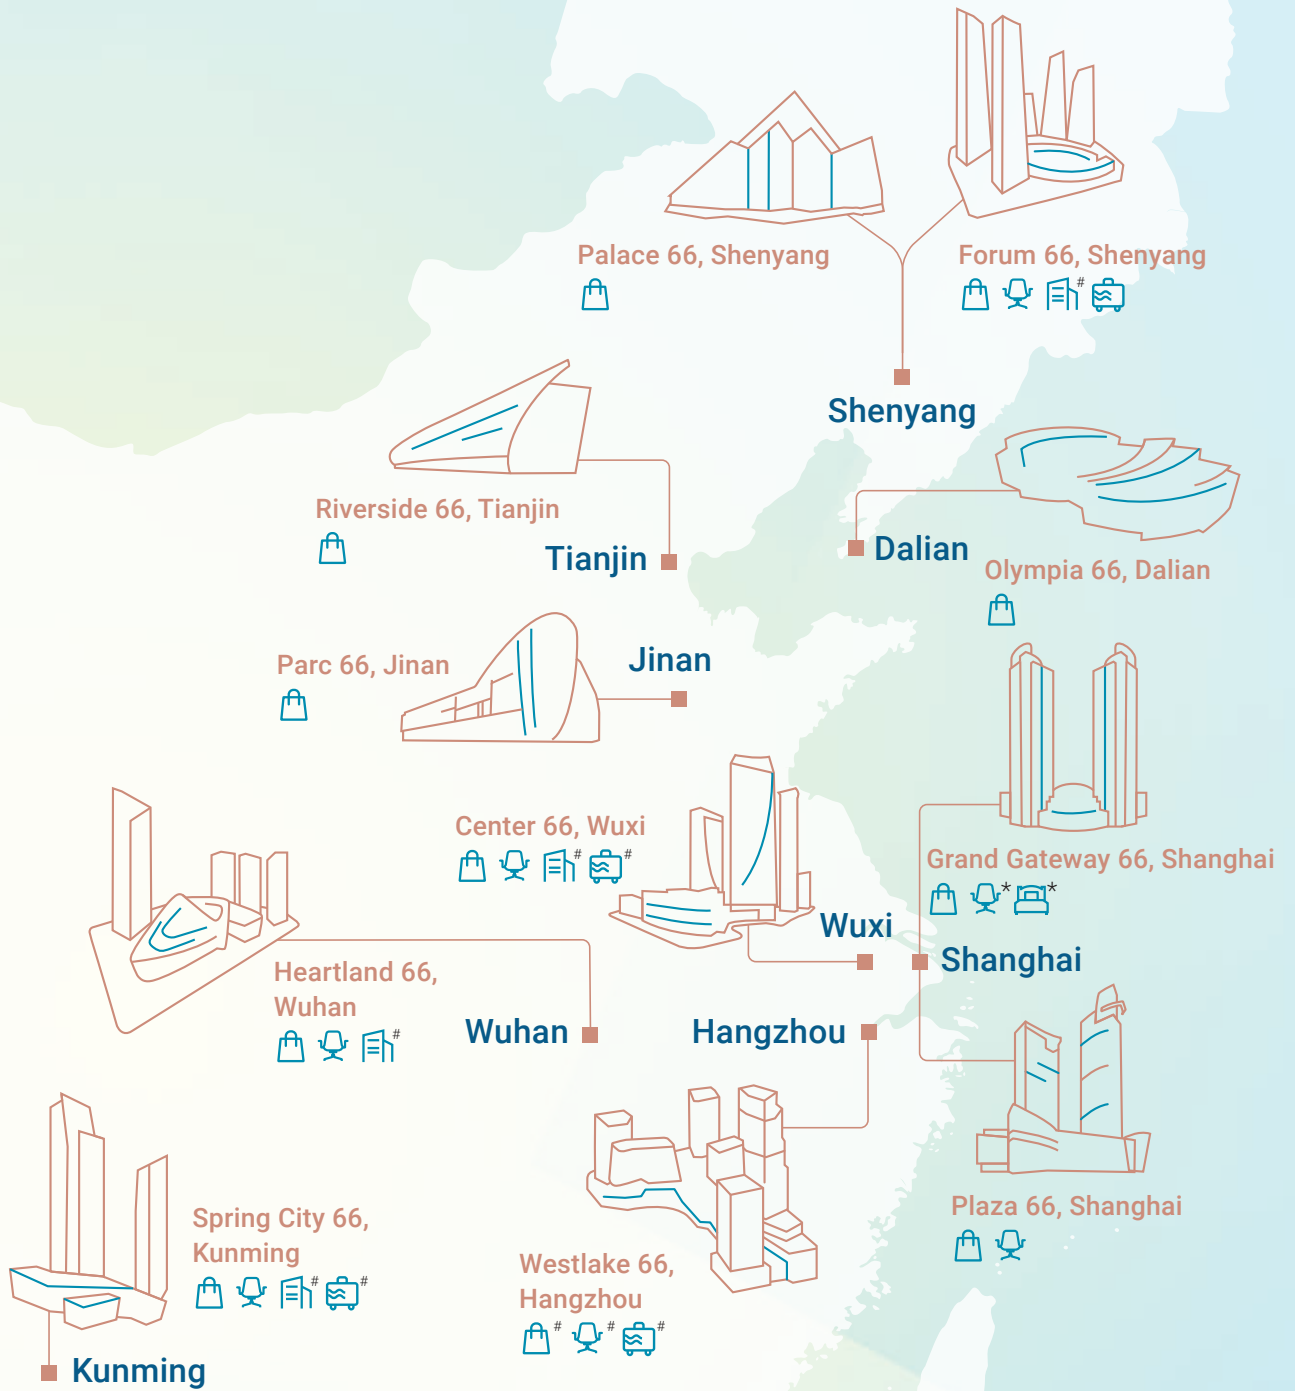 Palace 66, Shenyang
Forum 66, Shenyang
#
Shenyang
Riverside 66, Tianjin
Tianjin
Dalian
Olympia 66, Dalian
Parc 66, Jinan
Jinan
Center 66, Wuxi
# #
Grand Gateway 66, Shanghai
* *
Wuxi
Shanghai
Heartland 66,
Wuhan
#
Wuhan
Hangzhou
Plaza 66, Shanghai
Spring City 66,
Kunming
# #
Westlake 66,
Hangzhou
# # #
Kunming